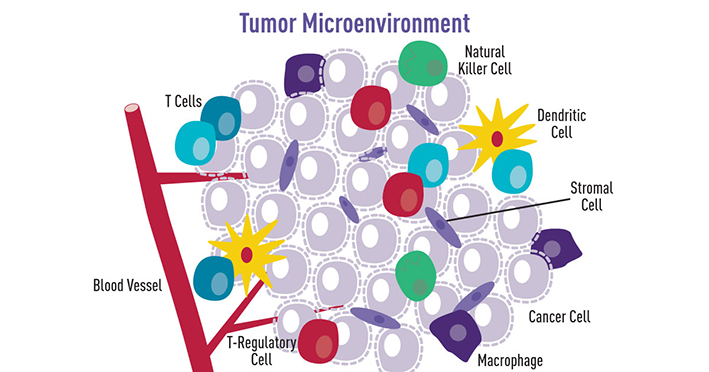 Tumor Microenvironment
Natural
Killer Cell
T Cells
Dendritic
Cell
Stromal
Cell
Blood Vessel
Cancer Cell
T-Regulatory
Cell
Macrophage